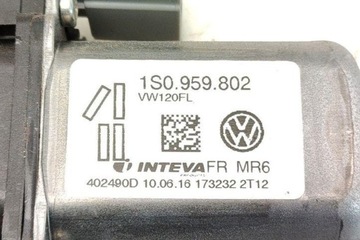 1S0.959.802
VW120FL
INTEVA FR MR6
402490D 10.06.16 173232 2T12